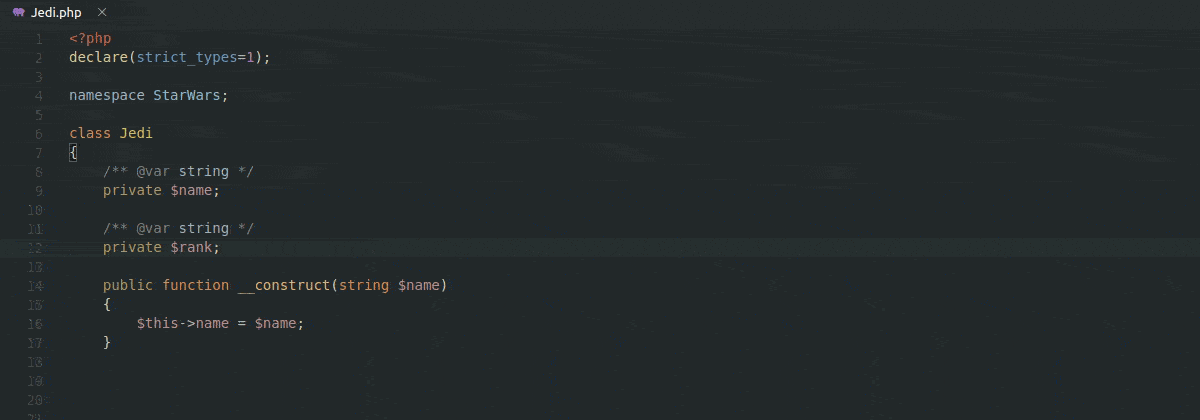 Jedi.php
1 <?php
2 declare(strict_types=1);
3
4 namespace StarWars;
5
6 class Jedi
7 {
8 /** @var string */
9 private $name;
10
11 /** @var string */
12 private $rank;
13
14 public function __construct(string $name)
15 {
16 $this->name = $name;
17 }
18
19
20
21